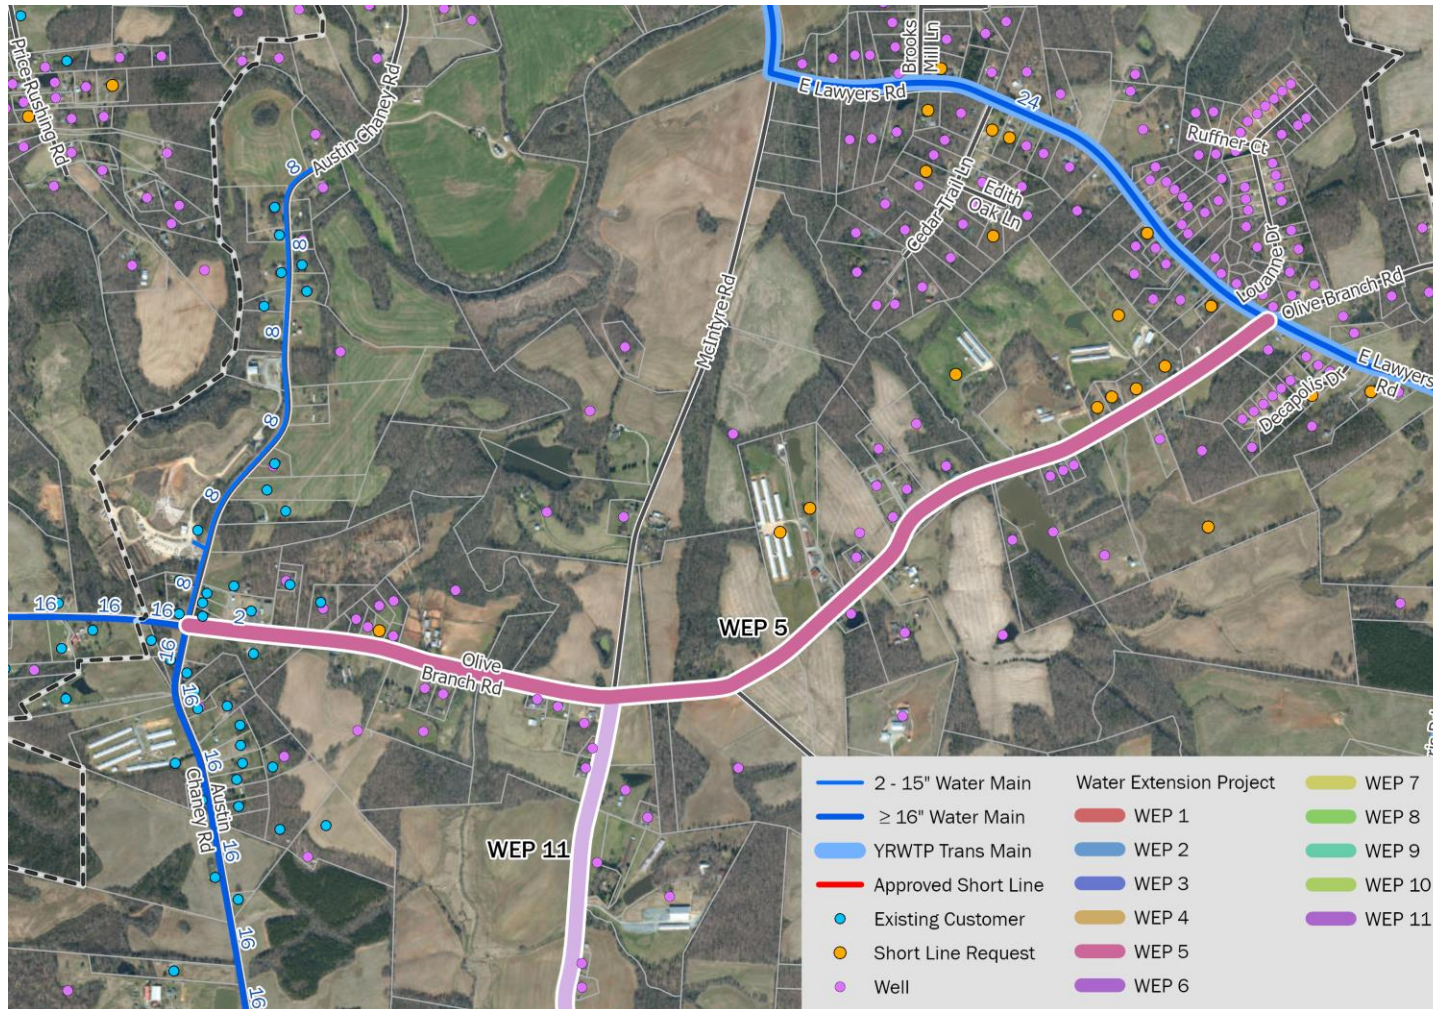 Price-Rushing Rd
Austin-Chaney Rd
8
8
8
8
8
8
16
16
16
2
16
16
16
Austin
Chaney Rd
16
16
16
Brooks
Mill Ln
E Lawyers Rd
24
Ruffner Ct
Cedar-Trail-Ln
Edith
Oak Ln
McIntyre Rd
Louanne Dr
Olive-Branch-Rd
E Lawyers
Rd
Decapolis Dr
WEP 5
Olive
Branch Rd
WEP 11
2 - 15" Water Main
≥ 16" Water Main
YRWTP Trans Main
Approved Short Line
Existing Customer
Short Line Request
Well
Water Extension Project
WEP 1
WEP 2
WEP 3
WEP 4
WEP 5
WEP 6
WEP 7
WEP 8
WEP 9
WEP 10
WEP 11